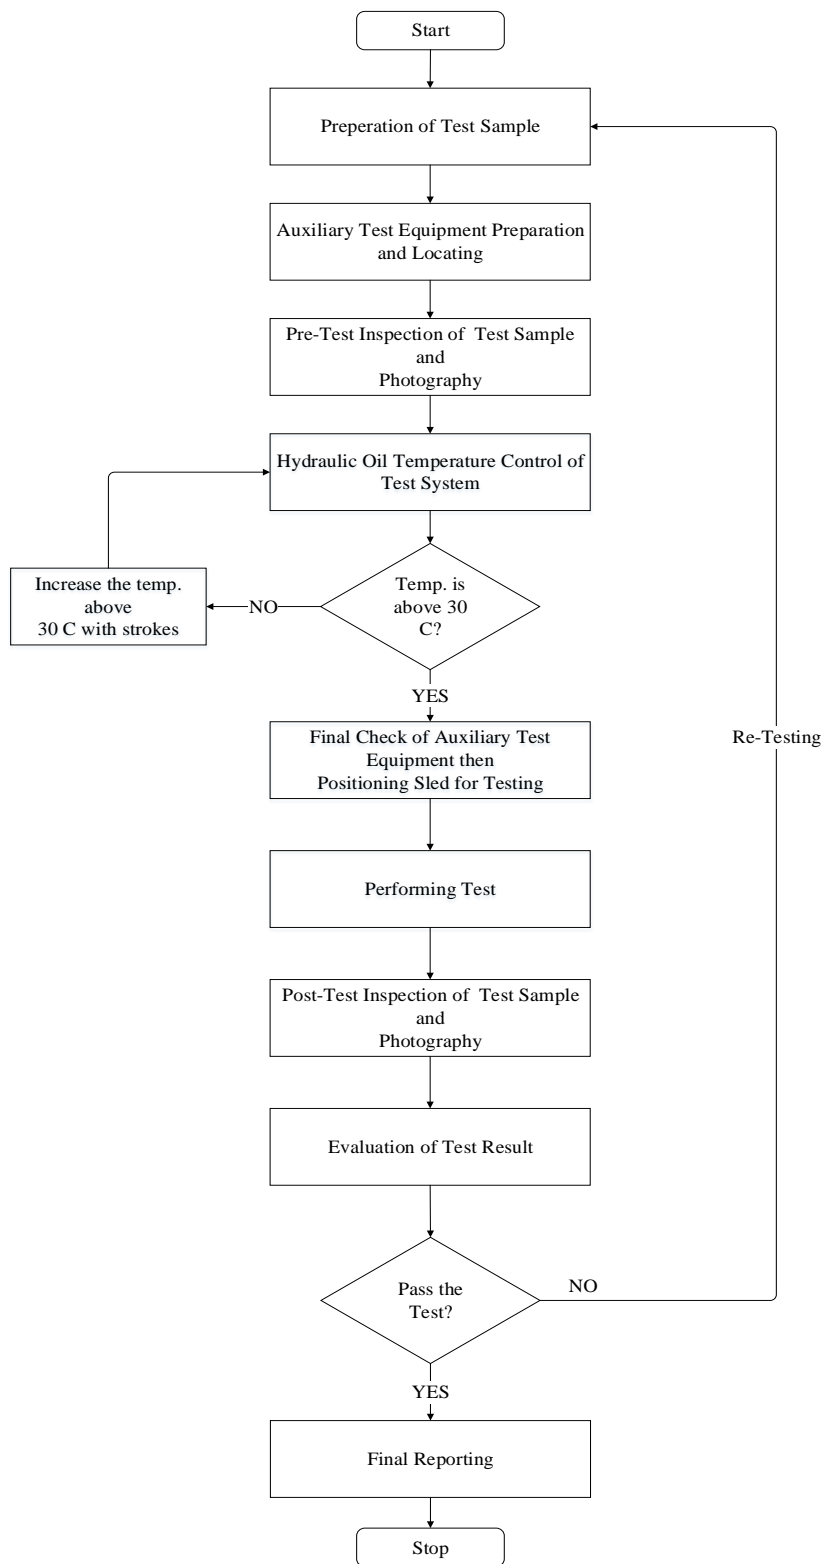 Start
Preperation of Test Sample
Auxiliary Test Equipment Preparation
and Locating
Pre-Test Inspection of Test Sample
and
Photography
Hydraulic Oil Temperature Control of
Test System
Temp. is
above 30
C?
NO
Increase the temp.
above
30 C with strokes
YES
Final Check of Auxiliary Test
Equipment then
Positioning Sled for Testing
Re-Testing
Performing Test
Post-Test Inspection of Test Sample
and
Photography
Evaluation of Test Result
Pass the
Test?
NO
YES
Final Reporting
Stop